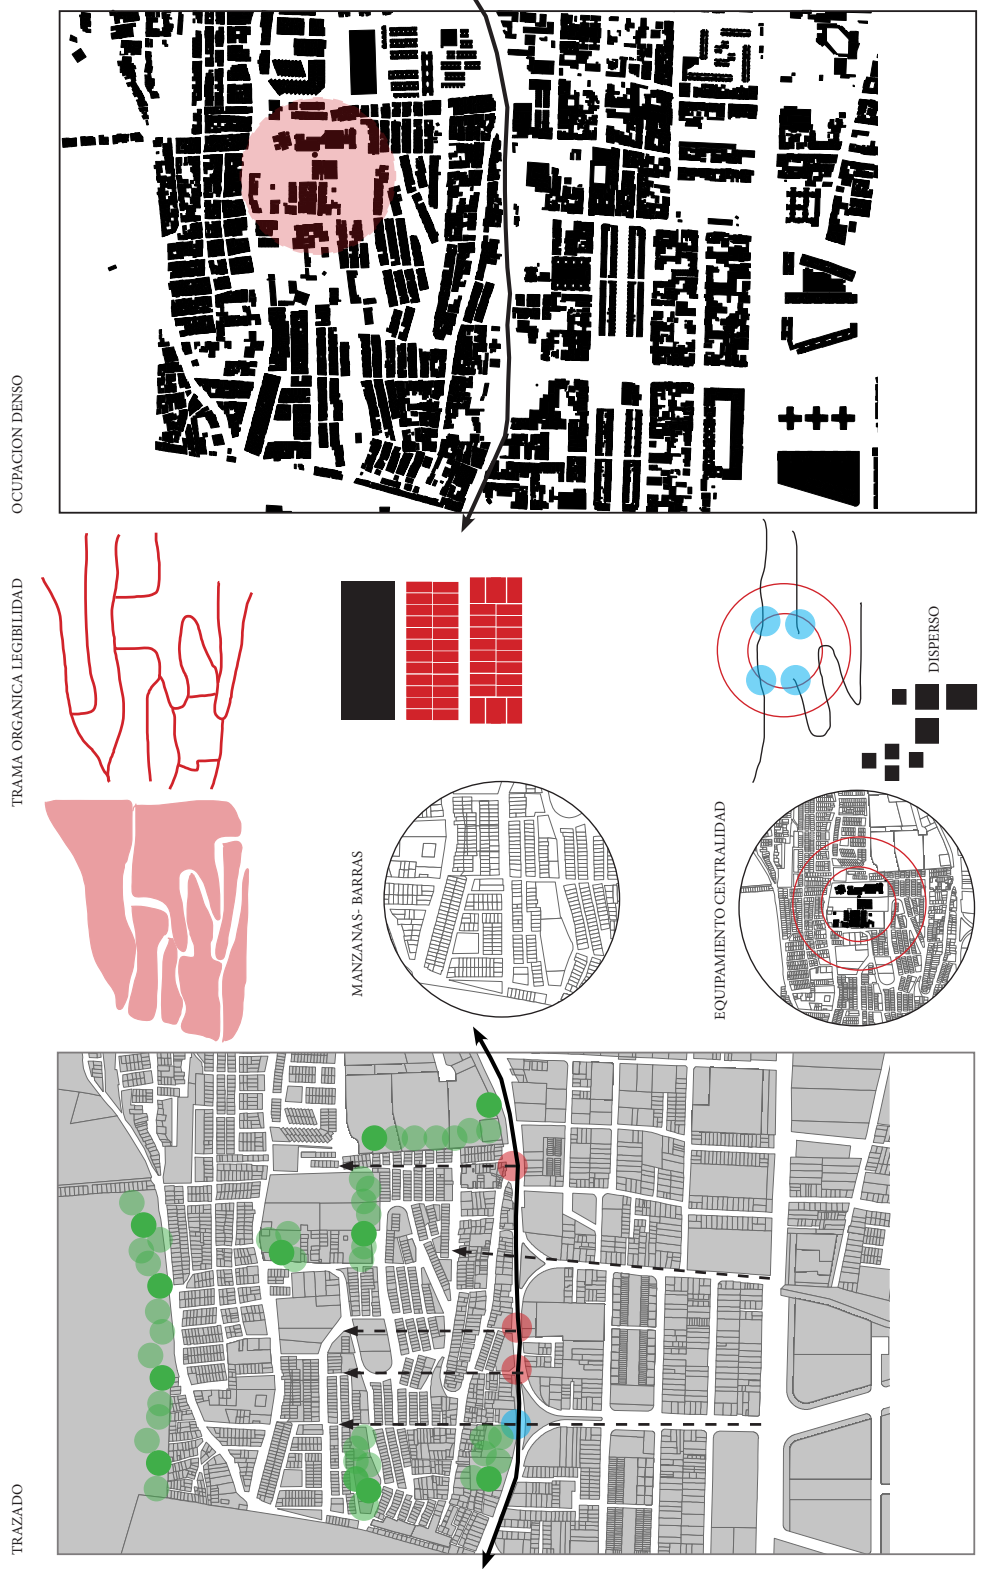 TRAZADO
TRAMA ORGANICA LEGIBILIDAD
OCUPACION DENSO
MANZANAS- BARRAS
EQUIPAMIENTO CENTRALIDAD
DISPERSO